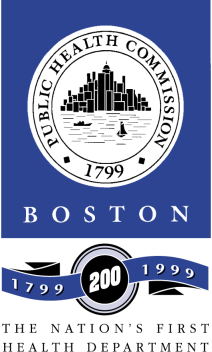 PUBLIC HEALTH COMMISSION
1799
BOSTON
1799 200 1999
THE NATION'S FIRST
HEALTH DEPARTMENT